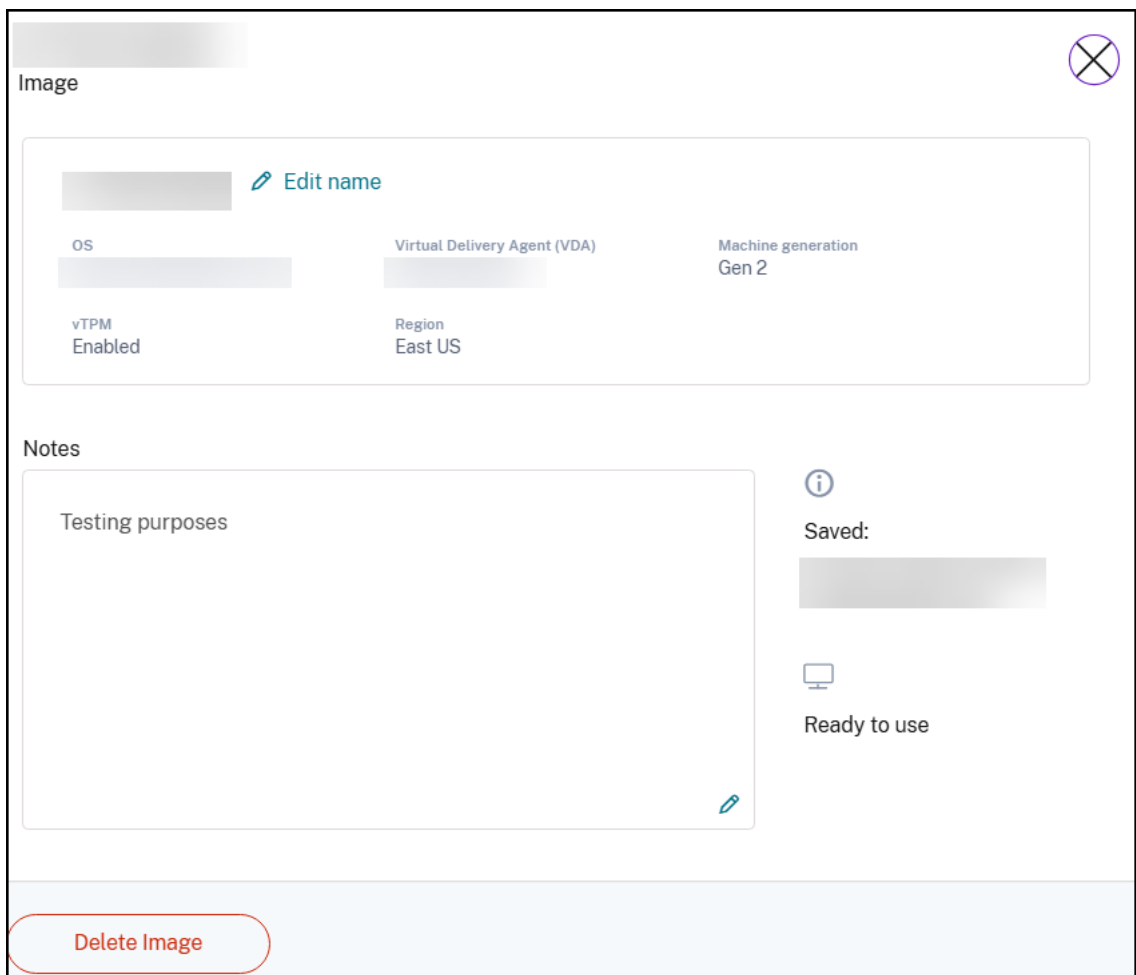 Image
Edit name
OS
Virtual Delivery Agent (VDA)
Machine generation
Gen 2
vTPM
Enabled
Region
East US
Notes
Testing purposes
Saved:
Ready to use
Delete Image